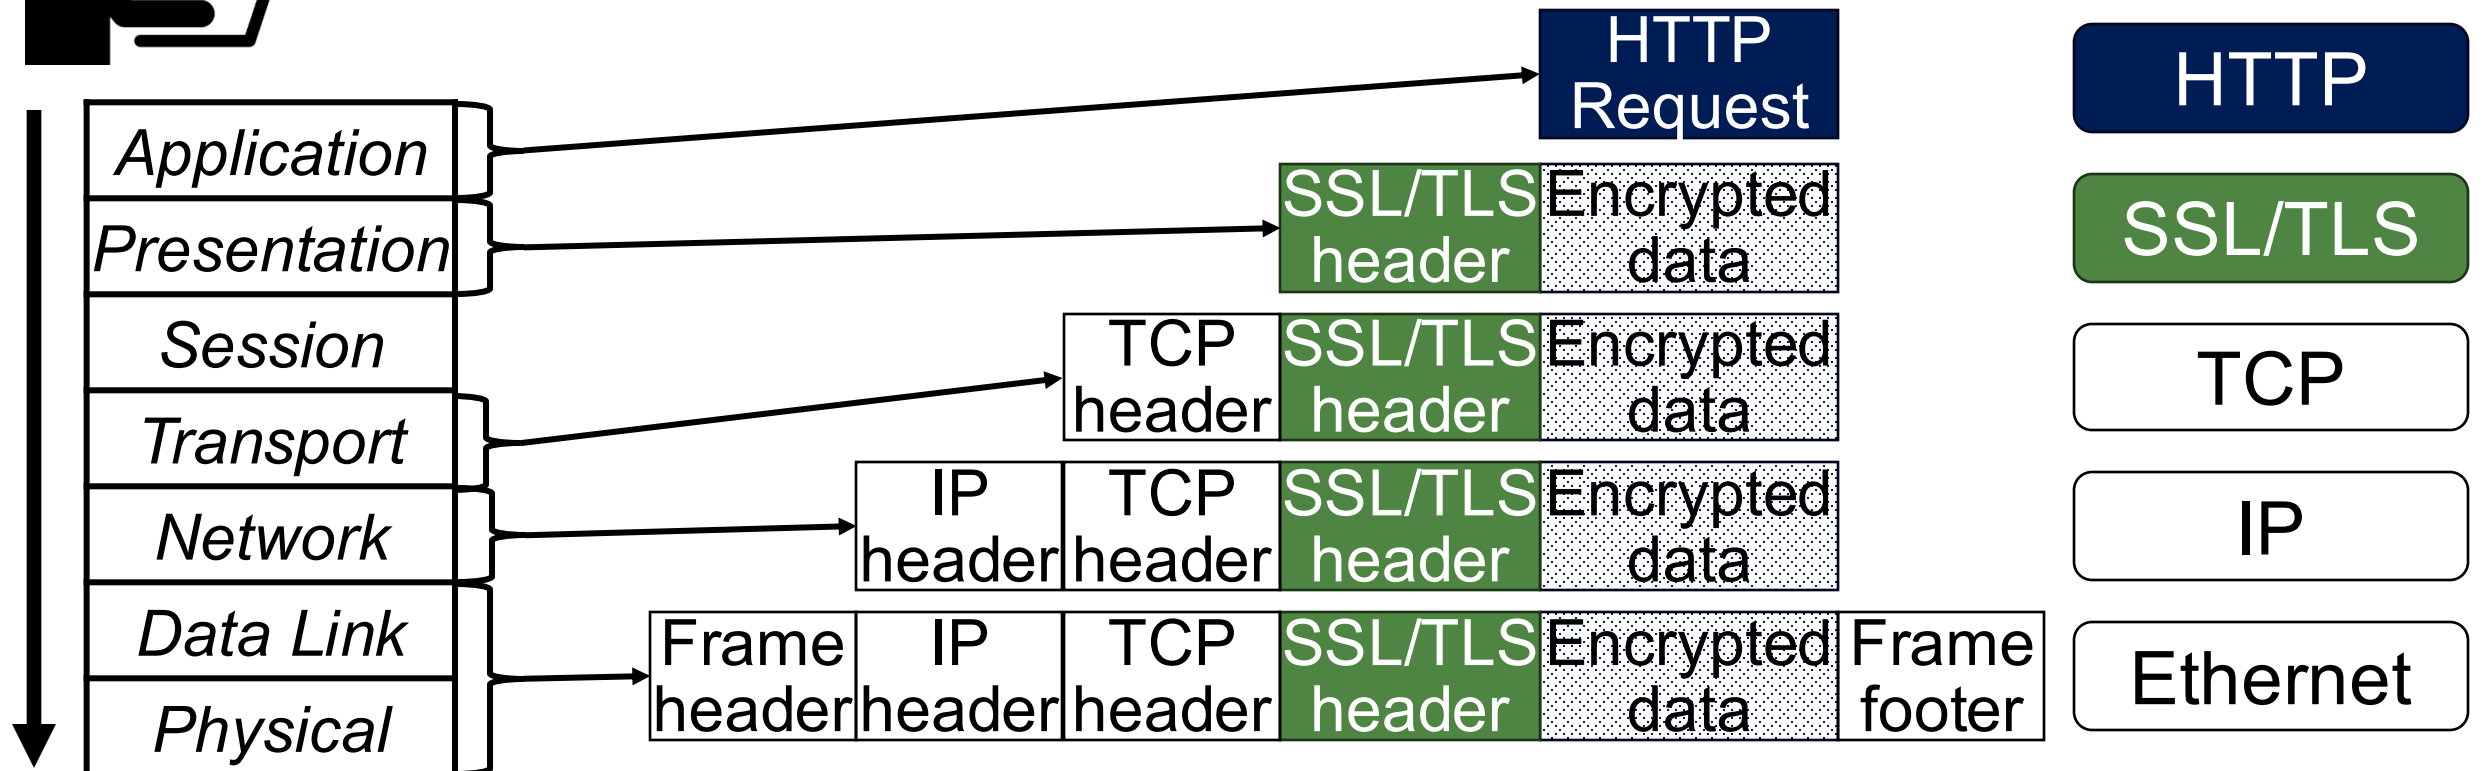 HTTP
Request
HTTP
Application
SSL/TLS
header
Encrypted
data
SSL/TLS
Presentation
Session
TCP
header
SSL/TLS
header
Encrypted
data
TCP
Transport
Network
IP
header
TCP
header
SSL/TLS
header
Encrypted
data
IP
Data Link
Physical
Frame
header
IP
header
TCP
header
SSL/TLS
header
Encrypted
data
Frame
footer
Ethernet